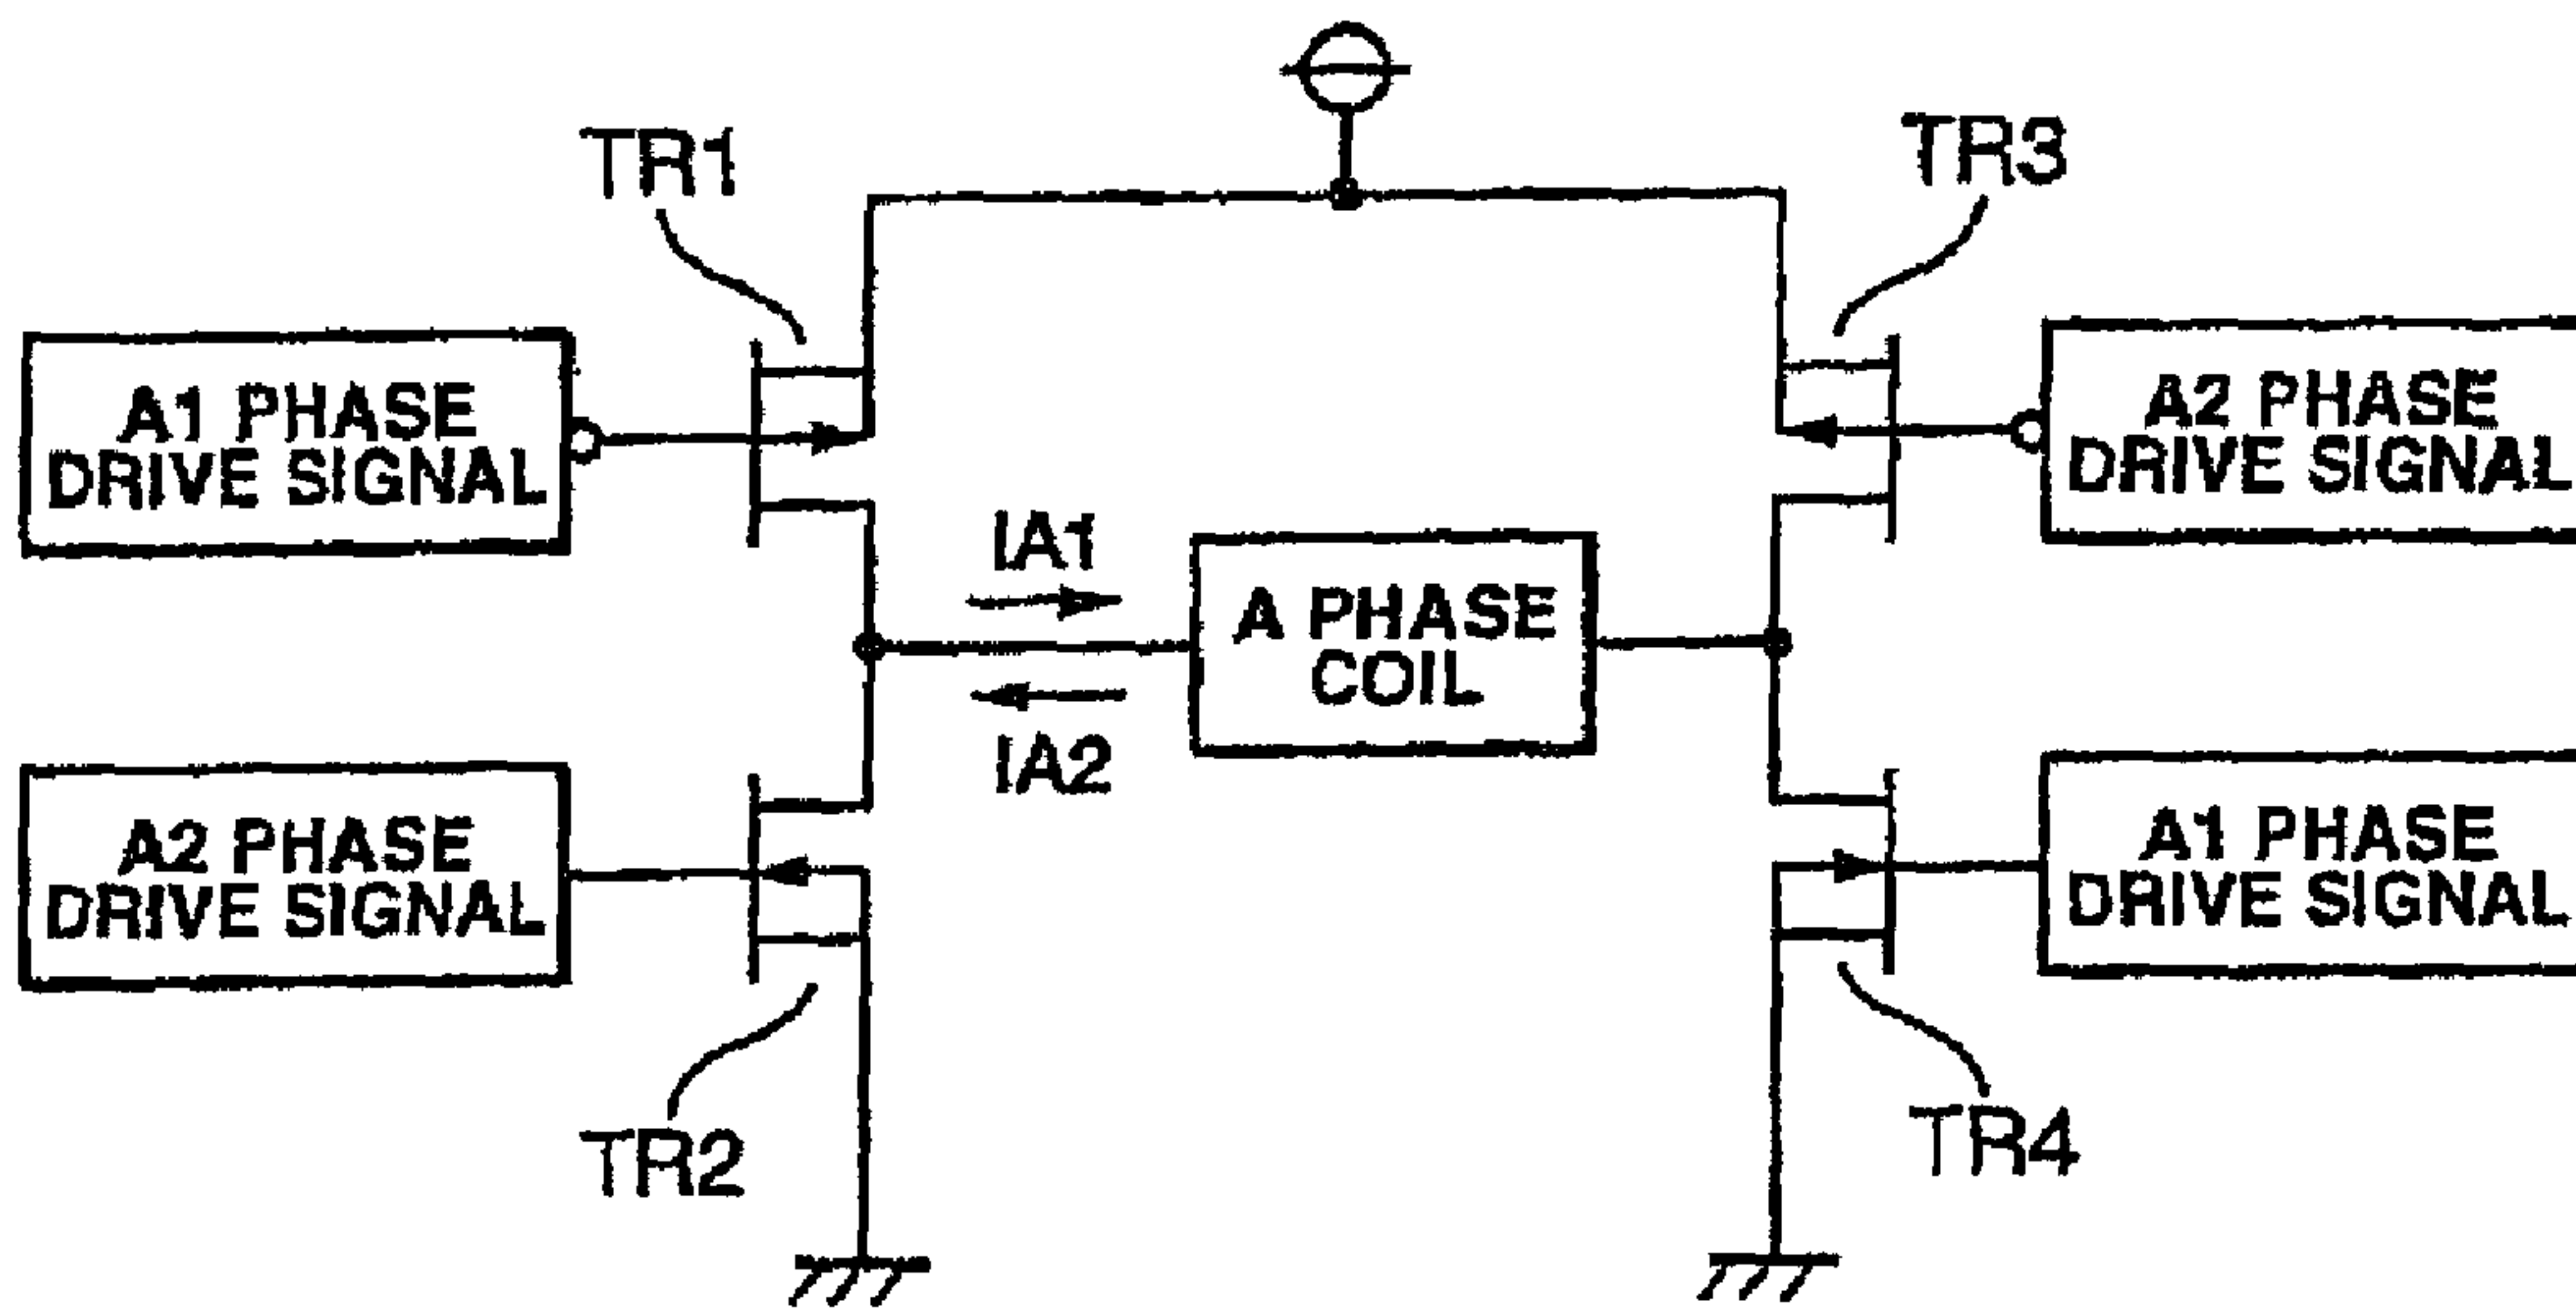 TR1
TR3
A1 PHASE
DRIVE SIGNAL
A2 PHASE
DRIVE SIGNAL
IA1
A PHASE
COIL
IA2
A2 PHASE
DRIVE SIGNAL
A1 PHASE
DRIVE SIGNAL
TR2
TR4